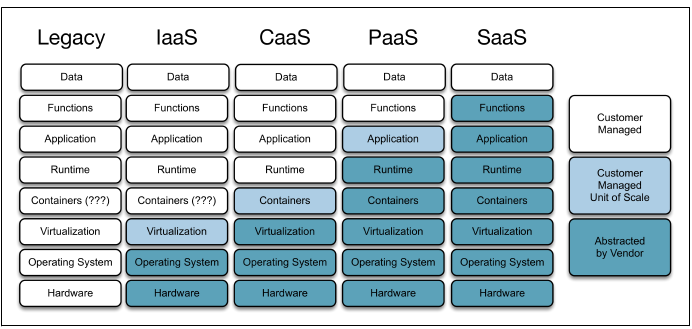 Legacy IaaS CaaS PaaS SaaS
Data Data Data Data Data
Functions Functions Functions Functions Functions
Application Application Application Application Application
Runtime Runtime Runtime Runtime Runtime
Containers (???) Containers (???) Containers Containers Containers
Virtualization Virtualization Virtualization Virtualization Virtualization
Operating System Operating System Operating System Operating System Operating System
Hardware Hardware Hardware Hardware Hardware
Customer
Managed
Customer
Managed
Unit of Scale
Abstracted
by Vendor